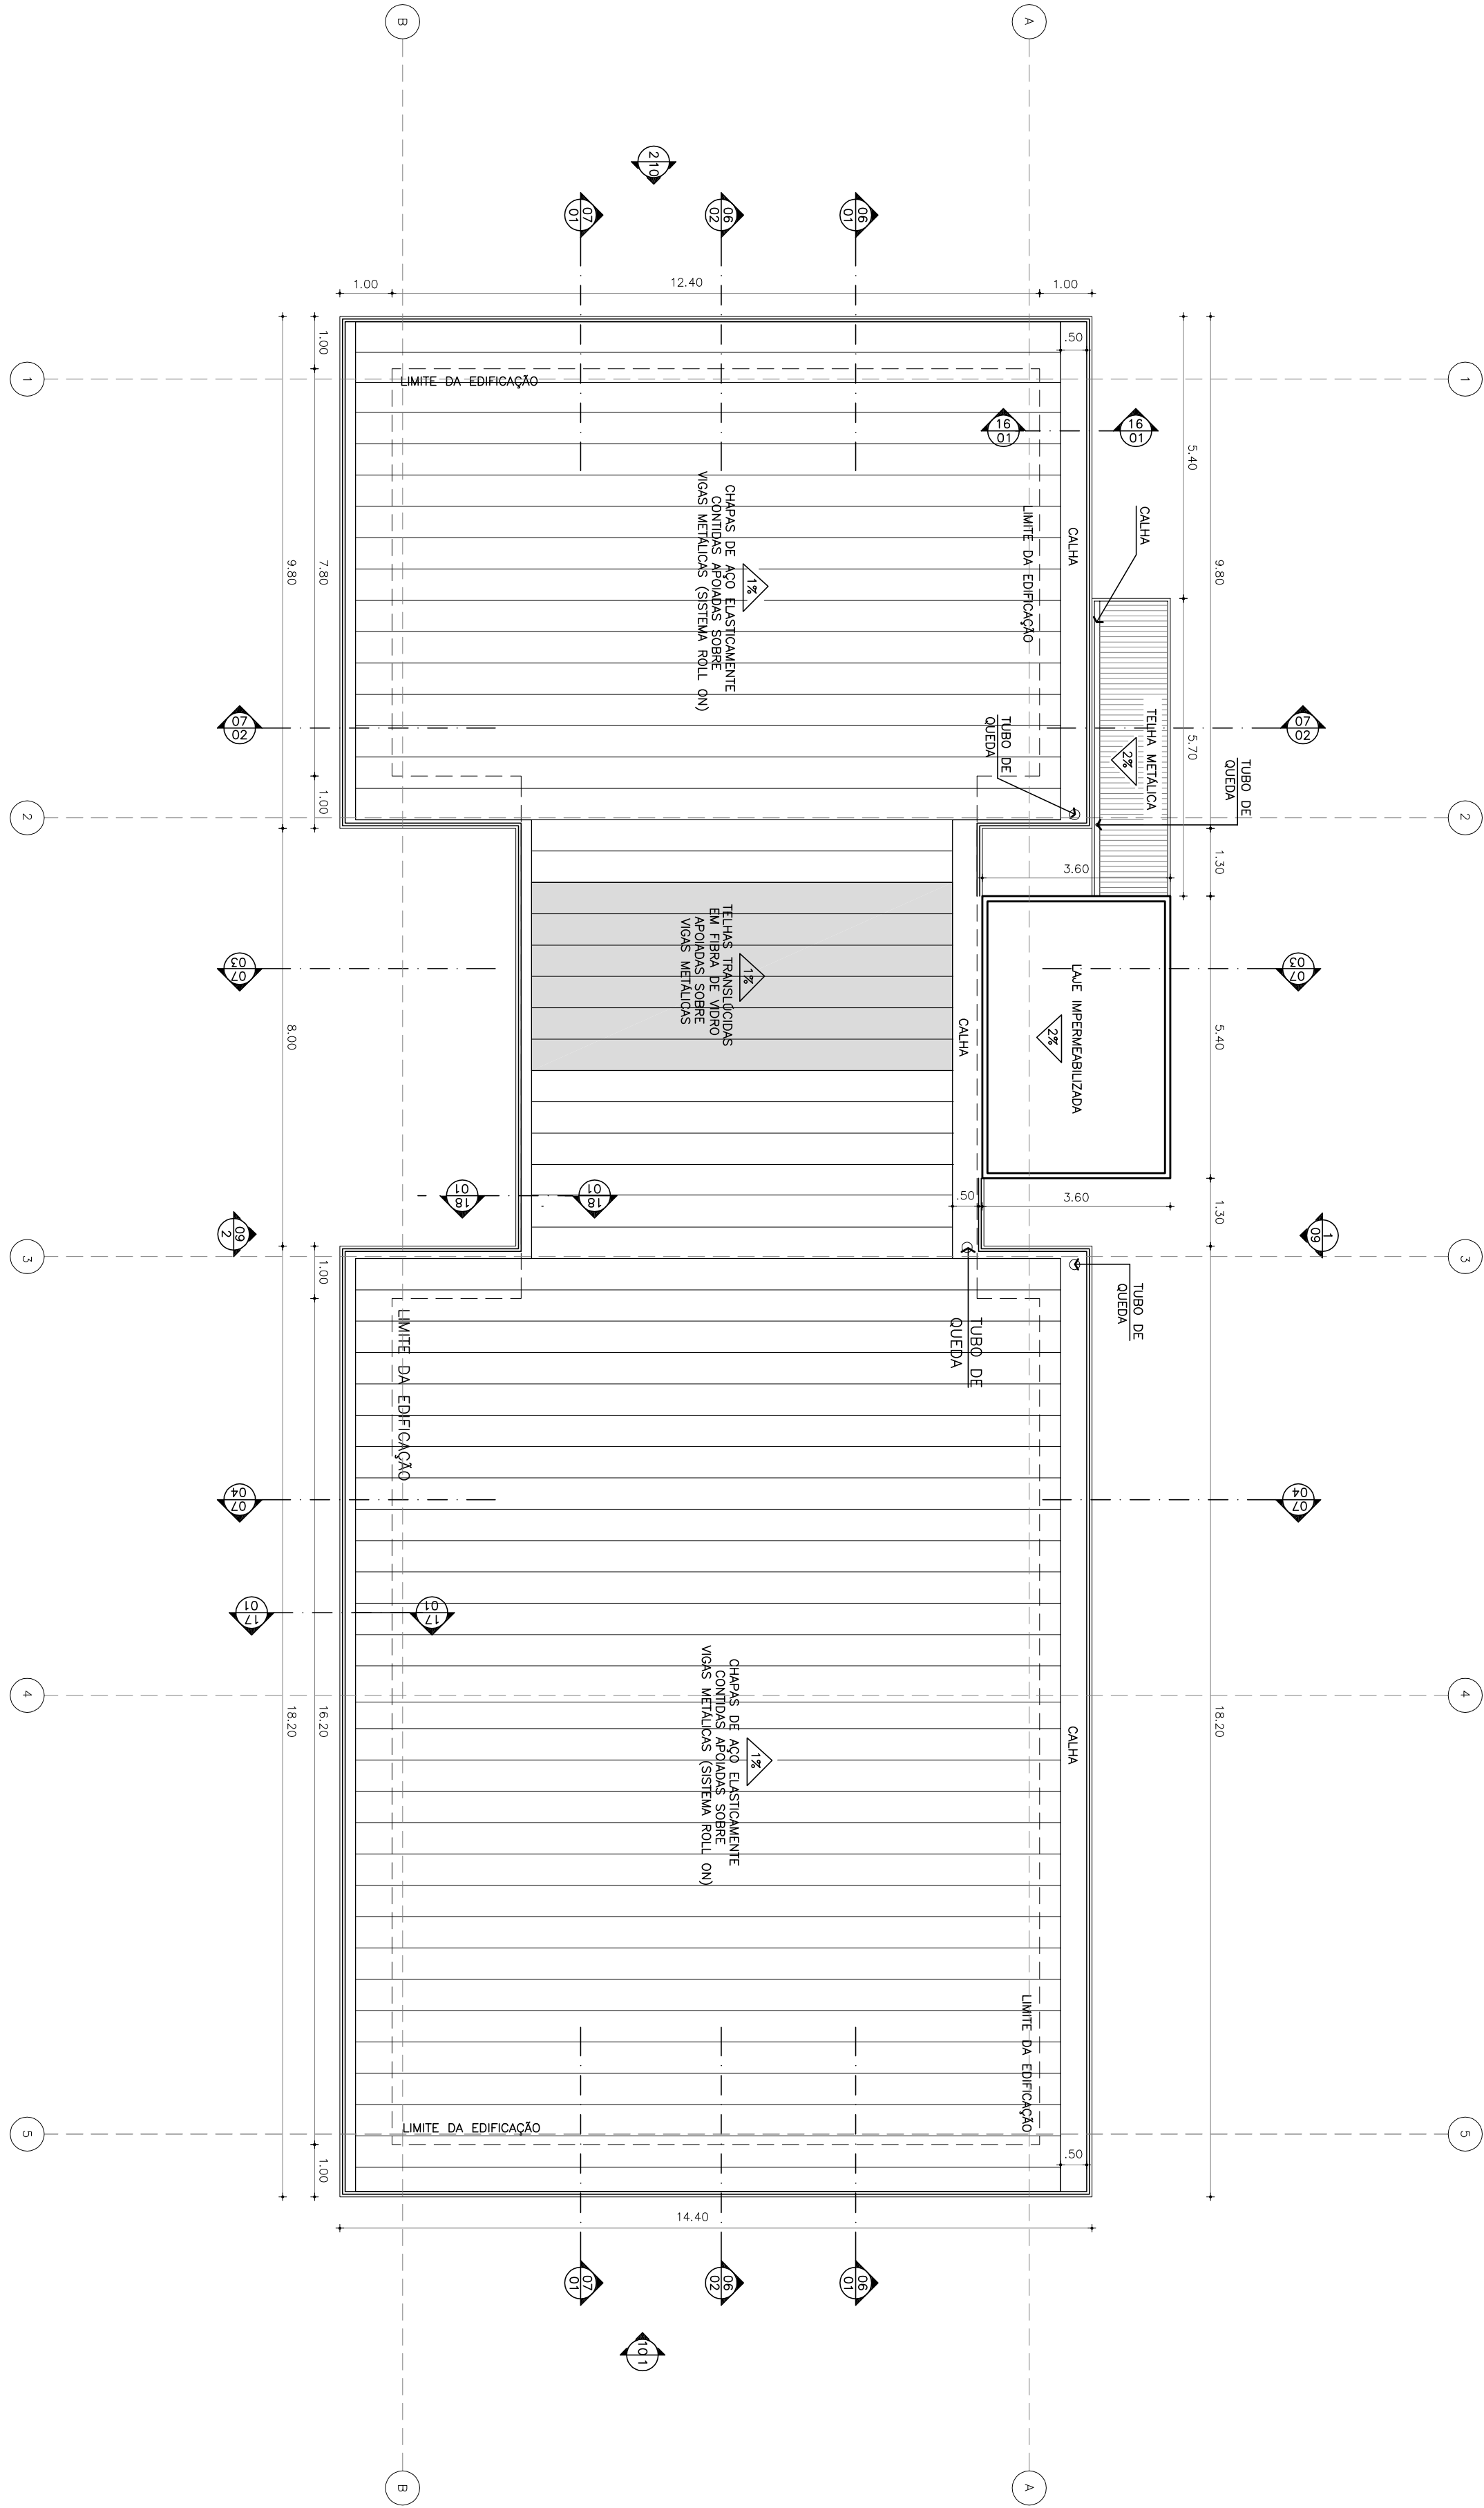 B
A
2
10
07
01
06
02
06
01
1.00
12.40
1.00
.50
1.00
1
1
LIMITE DA EDIFICAÇÃO
16
01
16
01
5.40
CHAPAS DE AÇO ELASTICAMENTE
CONTIDAS APOIADAS SOBRE
VIGAS METÁLICAS (SISTEMA ROLL ON)
1%
LIMITE DA EDIFICAÇÃO
CALHA
CALHA
9.80
7.80
9.80
TELHA METÁLICA
2%
5.70
TUBO DE
QUEDA
TUBO DE
QUEDA
07
02
07
02
1.00
2
2
1.30
3.60
TELHAS TRANSLÚCIDAS
EM FIBRA DE VIDRO
APOIADAS SOBRE
VIGAS METÁLICAS
1%
CALHA
LAJE IMPERMEABILIZADA
2%
03
07
03
07
8.00
5.40
01
18
01
18
.50
3.60
1.30
09
2
1
09
3
3
1.00
TUBO DE
QUEDA
TUBO DE
QUEDA
LIMITE DA EDIFICAÇÃO
04
07
04
07
01
17
01
17
4
4
16.20
18.20
18.20
CHAPAS DE AÇO ELASTICAMENTE
CONTIDAS APOIADAS SOBRE
VIGAS METÁLICAS (SISTEMA ROLL ON)
1%
CALHA
LIMITE DA EDIFICAÇÃO
LIMITE DA EDIFICAÇÃO
5
5
1.00
.50
14.40
07
01
06
02
06
01
10
1
B
A